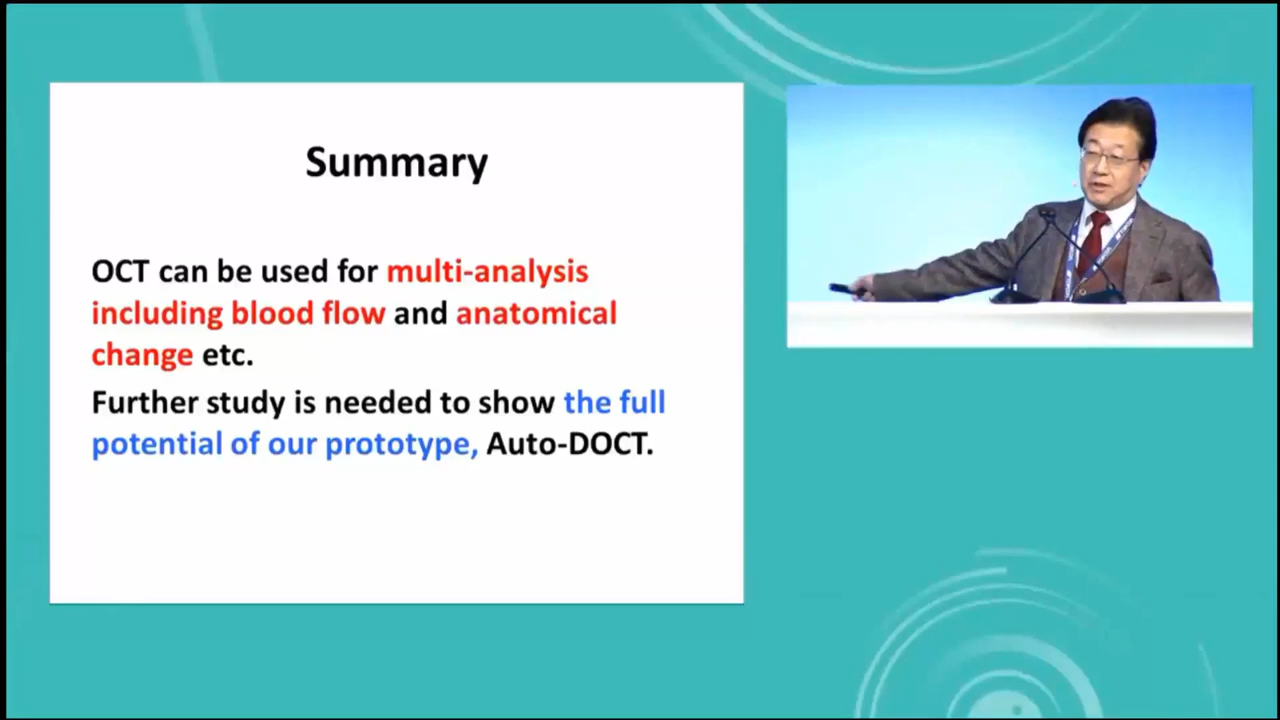 Summary
OCT can be used for multi-analysis
including blood flow and anatomical
change etc.
Further study is needed to show the full
potential of our prototype, Auto-DOCT.